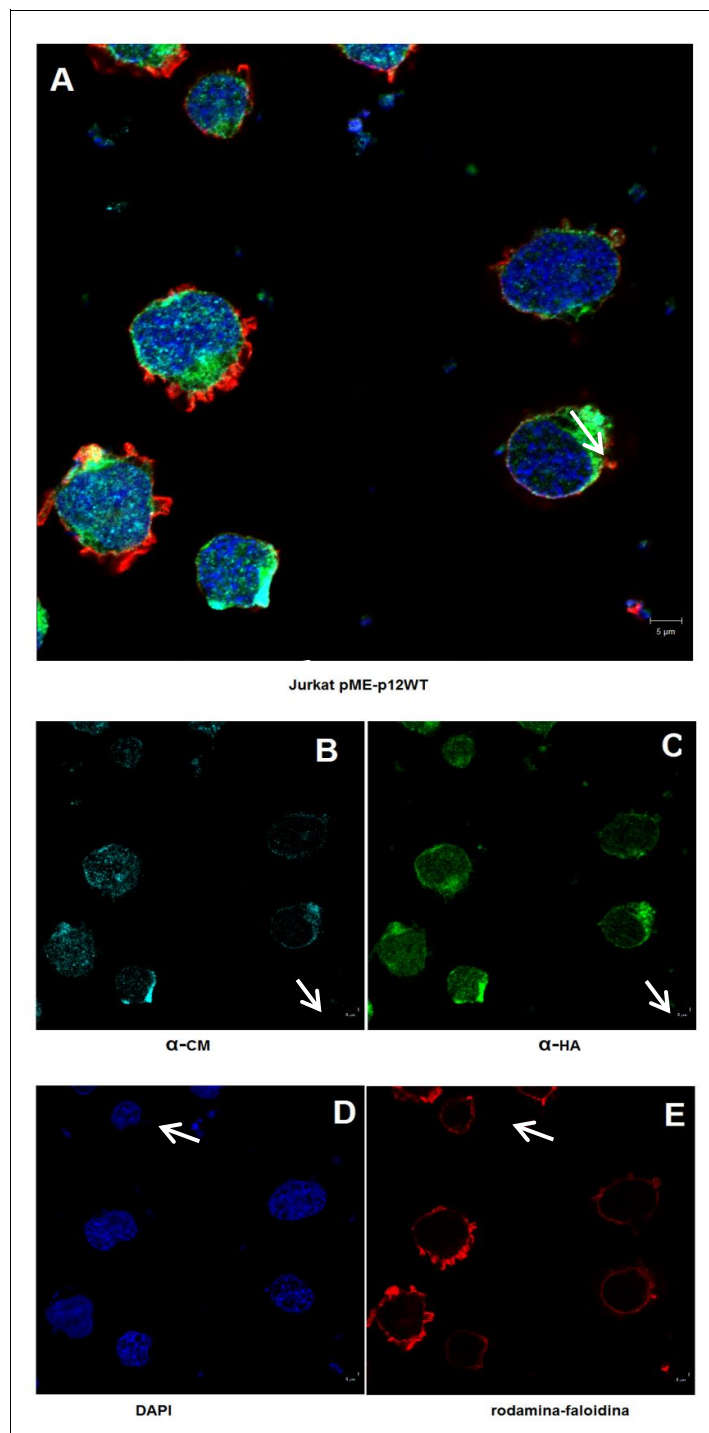 A
5 µm
Jurkat pME-p12WT
B
C
α-CM
α-HA
D
E
DAPI
rodamina-faloidina